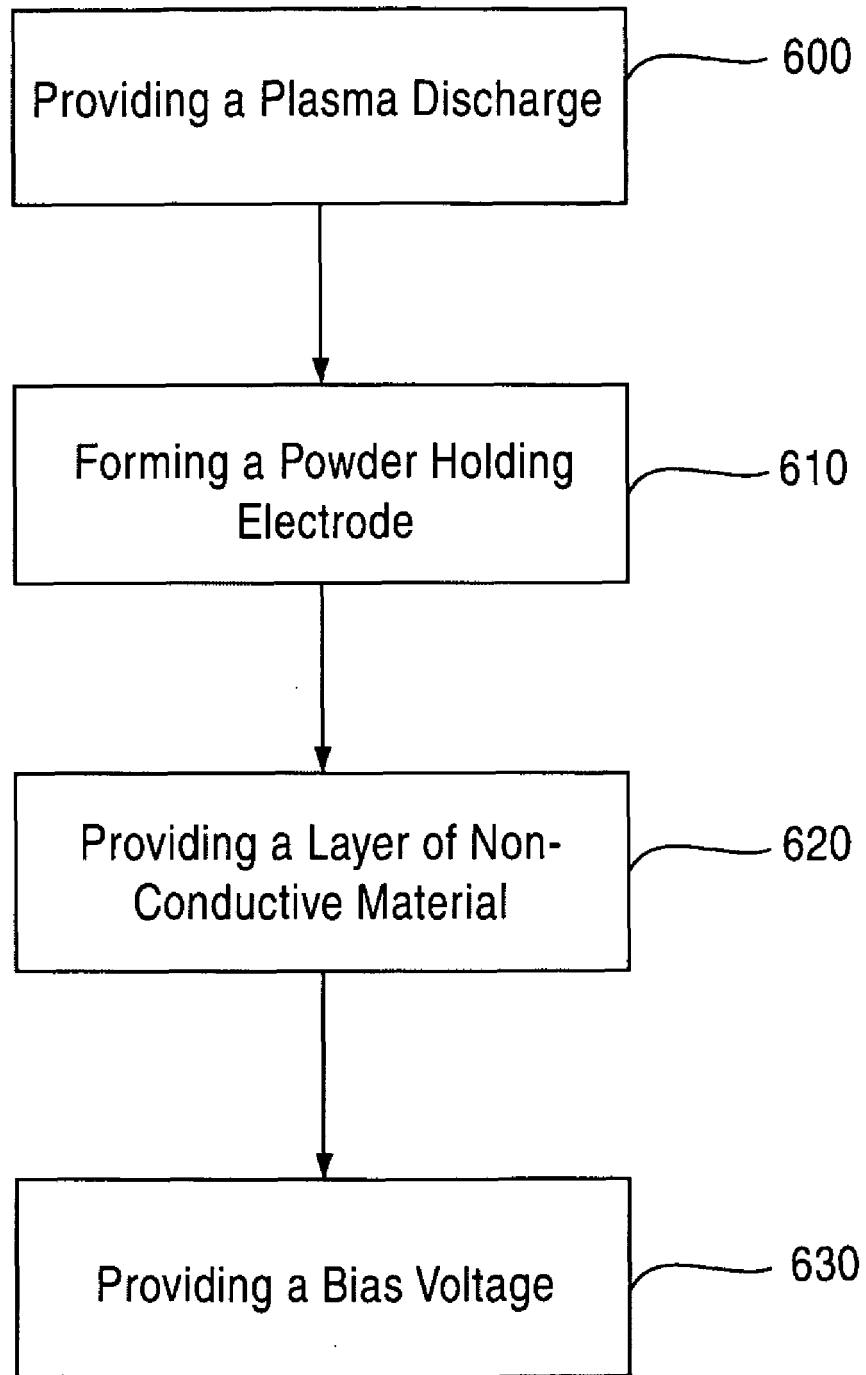 Providing a Plasma Discharge
600
Forming a Powder Holding
Electrode
610
Providing a Layer of Non-
Conductive Material
620
Providing a Bias Voltage
630